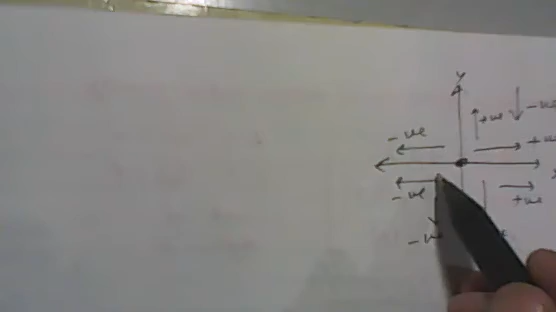 Y
+ve - ve
- ve + ve
- ve + ve
- ve